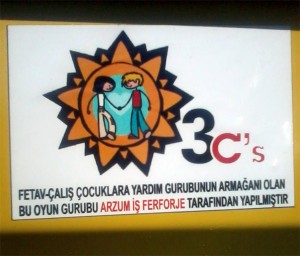 3C's
FETAV-ÇALIŞ ÇOCUKLARA YARDIM GURUBUNUN ARMAĞANI OLAN
BU OYUN GURUBU ARZUM İŞ FERFORJE TARAFINDAN YAPILMIŞTIR